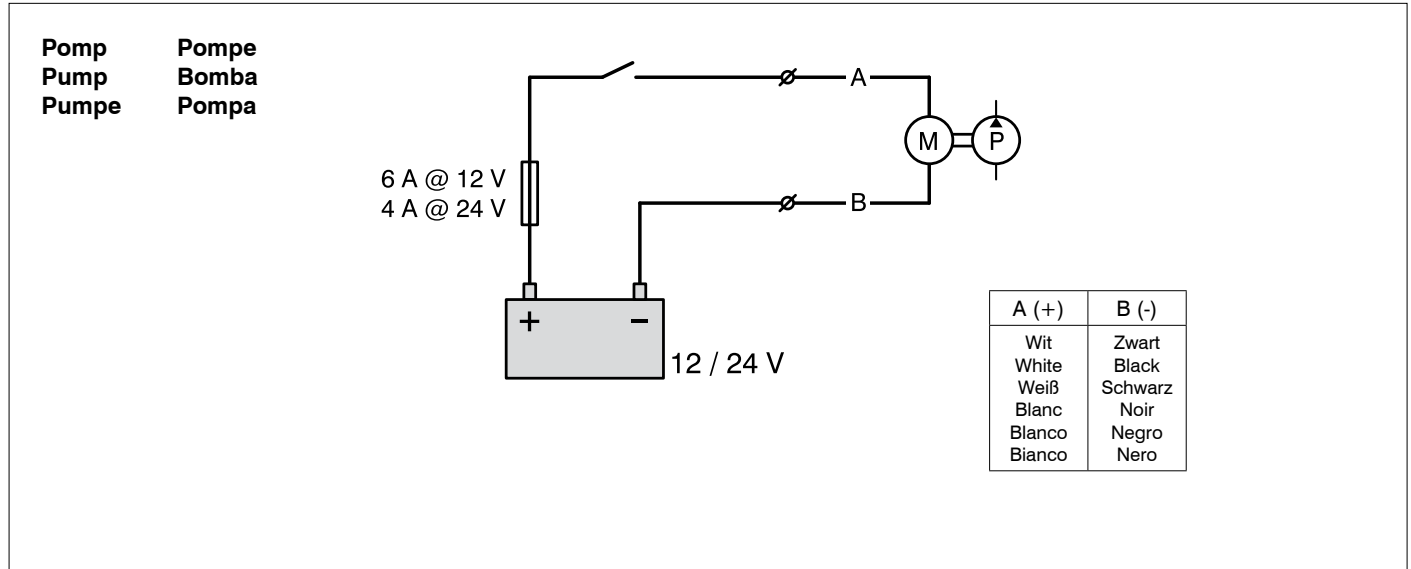 Pomp Pompe
Pump Bomba
Pumpe Pompa
A
M P
6 A @ 12 V
4 A @ 24 V
B
+ −
12 / 24 V
A (+) B (-)
Wit Zwart
White Black
Weiß Schwarz
Blanc Noir
Blanco Negro
Bianco Nero